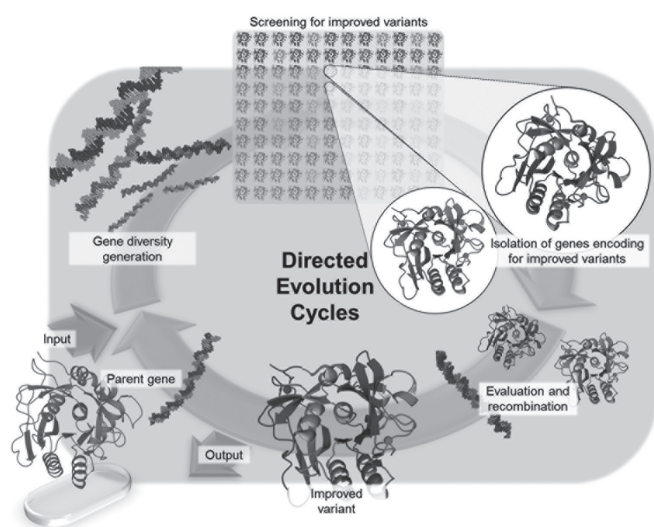 Screening for improved variants
Gene diversity
generation
Isolation of genes encoding
for improved variants
Directed
Evolution
Cycles
Input
Parent gene
Evaluation and
recombination
Output
Improved
variant